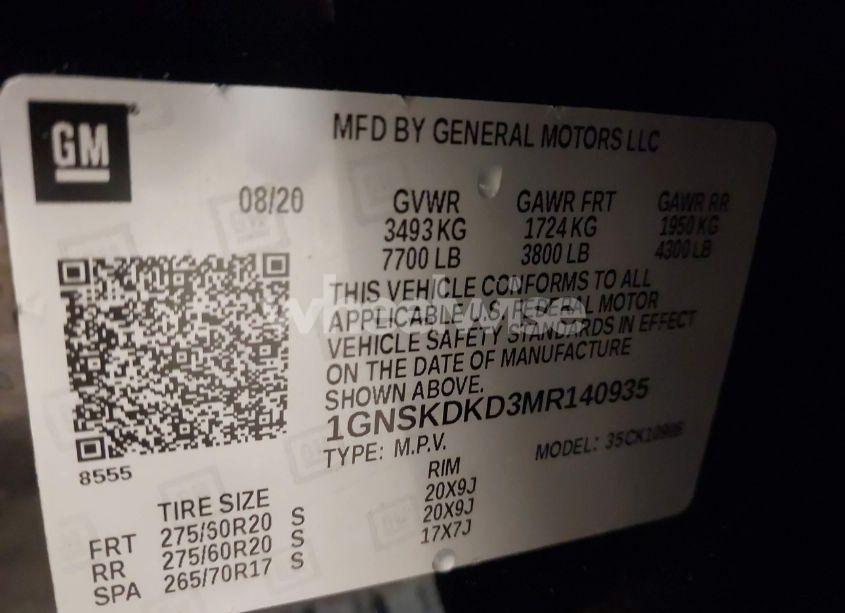 GM
MFD BY GENERAL MOTORS LLC
08/20 GVWR GAWR FRT GAWR RR
3493 KG 1724 KG 1950 KG
7700 LB 3800 LB 4300 LB
THIS VEHICLE CONFORMS TO ALL
APPLICABLE U.S. FEDERAL MOTOR
VEHICLE SAFETY STANDARDS IN EFFECT
ON THE DATE OF MANUFACTURE
SHOWN ABOVE.
1GNSKDKD3MR140935
TYPE: M.P.V. MODEL:
8555
TIRE SIZE RIM
FRT 275/60R20 S 20X9J
RR 275/60R20 S 20X9J
SPA 265/70R17 S 17X7J